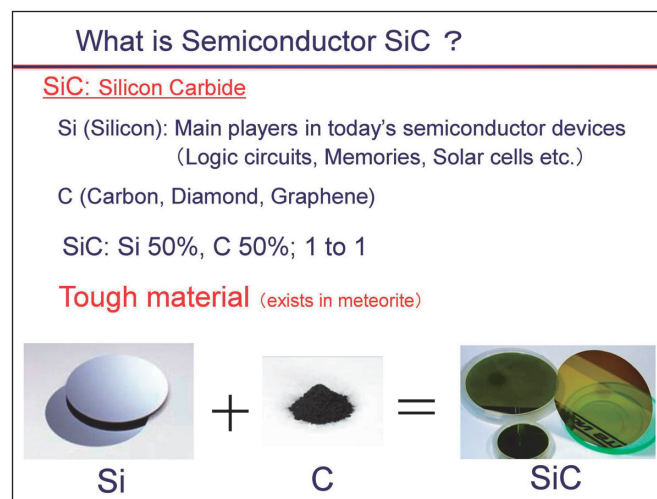 What is Semiconductor SiC ?
SiC: Silicon Carbide
Si (Silicon): Main players in today's semiconductor devices
(Logic circuits, Memories, Solar cells etc.)
C (Carbon, Diamond, Graphene)
SiC: Si 50%, C 50%; 1 to 1
Tough material (exists in meteorite)
+ =
Si C SiC